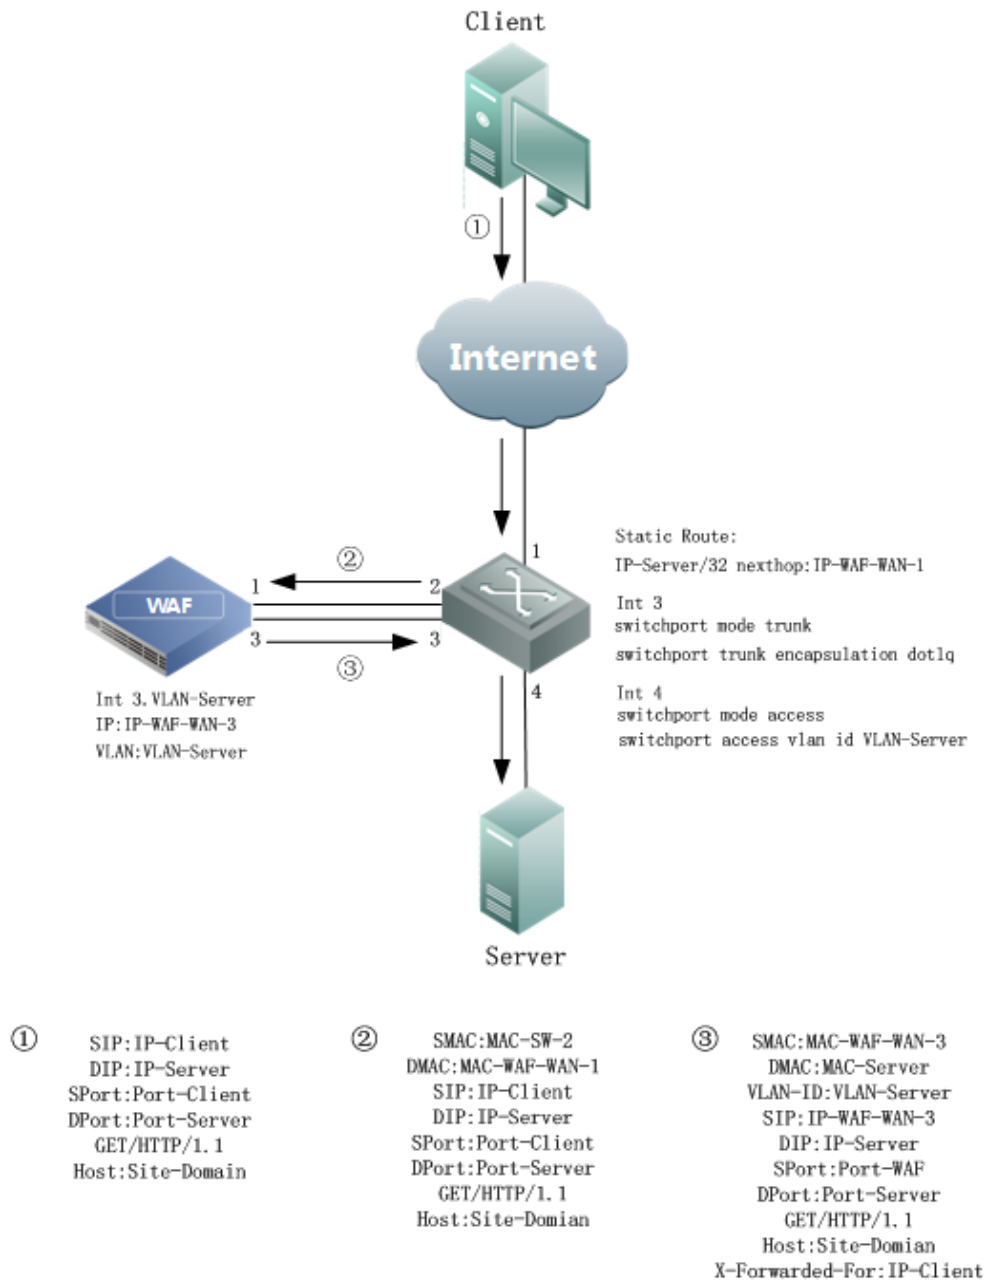 Client
①
Internet
Static Route:
IP-Server/32 nexthop:IP-WAF-WAN-1
Int 3
switchport mode trunk
switchport trunk encapsulation dotlq
Int 4
switchport mode access
switchport access vlan id VLAN-Server
②
1
1
2
WAF
3
3
③
4
Int 3.VLAN-Server
IP:IP-WAF-WAN-3
VLAN:VLAN-Server
Server
①
SIP:IP-Client
DIP:IP-Server
SPort:Port-Client
DPort:Port-Server
GET/HTTP/1.1
Host:Site-Domain
②
SMAC:MAC-SW-2
DMAC:MAC-WAF-WAN-1
SIP:IP-Client
DIP:IP-Server
SPort:Port-Client
DPort:Port-Server
GET/HTTP/1.1
Host:Site-Domian
③
SMAC:MAC-WAF-WAN-3
DMAC:MAC-Server
VLAN-ID:VLAN-Server
SIP:IP-WAF-WAN-3
DIP:IP-Server
SPort:Port-WAF
DPort:Port-Server
GET/HTTP/1.1
Host:Site-Domian
X-Forwarded-For:IP-Client